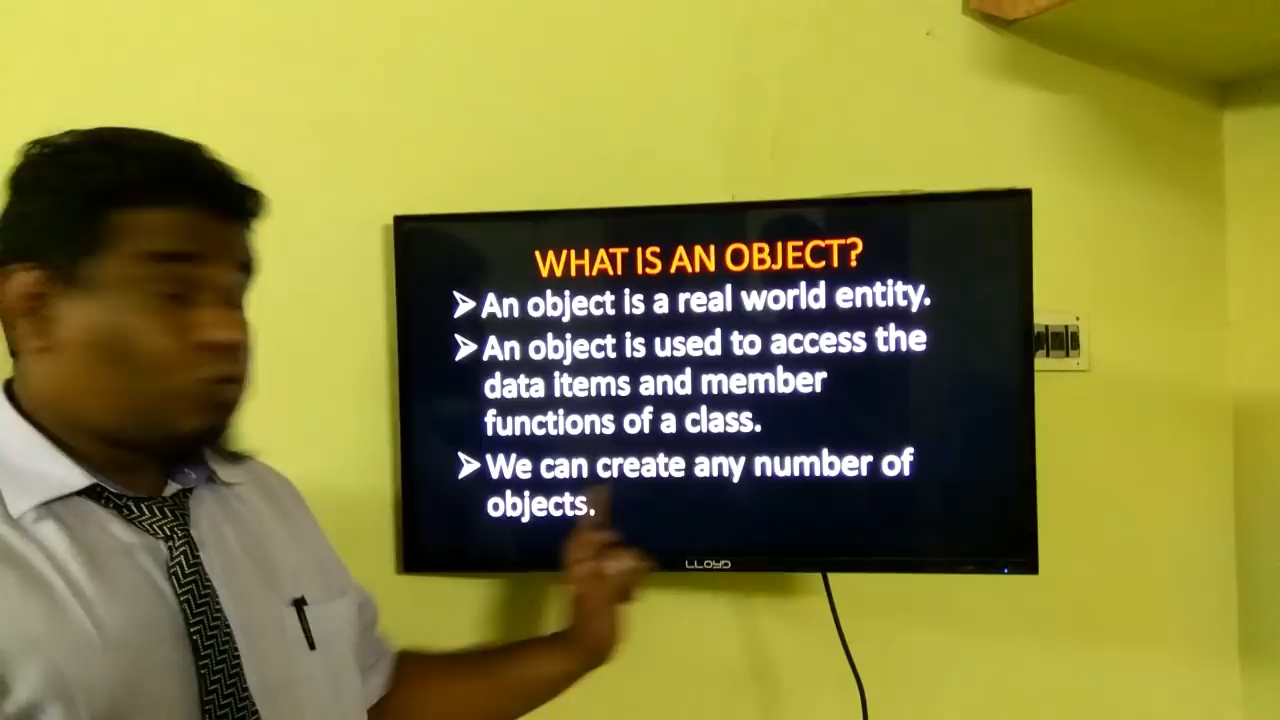 WHAT IS AN OBJECT?
➢An object is a real world entity.
➢An object is used to access the
data items and member
functions of a class.
➢We can create any number of
objects.
LLOYD